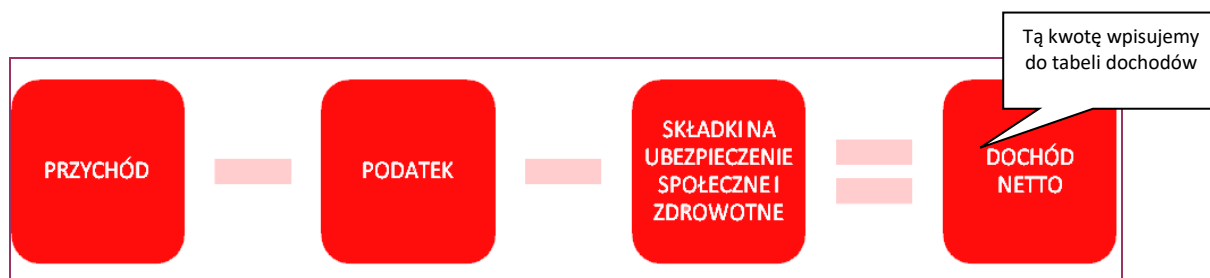 Tą kwotę wpisujemy
do tabeli dochodów
PRZYCHÓD
PODATEK
SKŁADKI NA
UBEZPIECZENIE
SPOŁECZNE I
ZDROWOTNE
DOCHÓD
NETTO